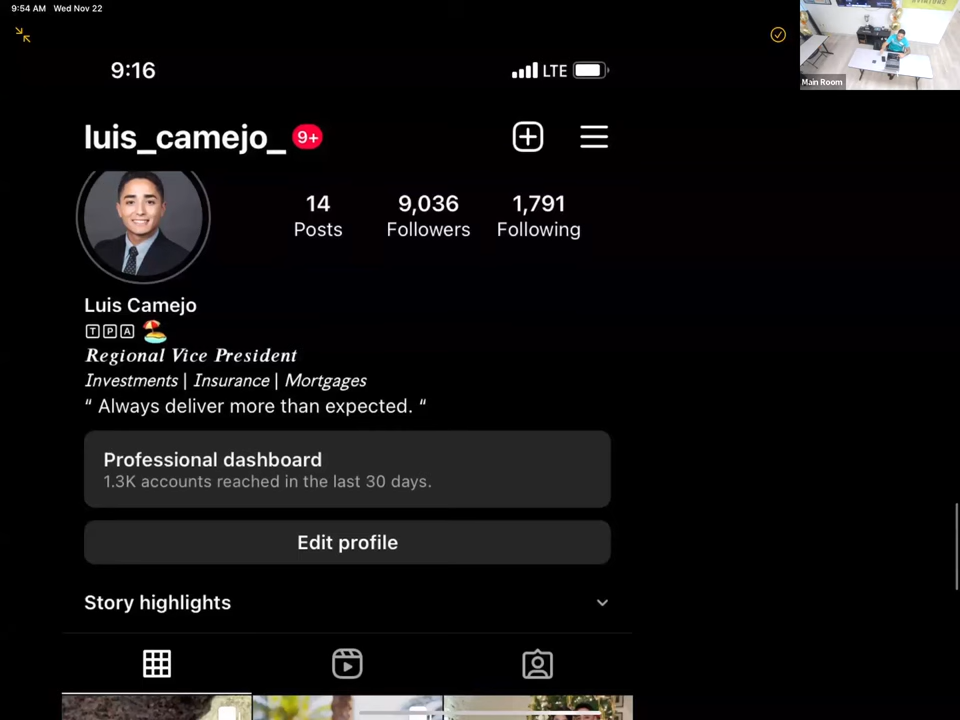 9:54 AM Wed Nov 22
Main Room
9:16
LTE
luis_camejo_ 9+
14 9,036 1,791
Posts Followers Following
Luis Camejo
🅃🄿🄰 🏖️
Regional Vice President
Investments | Insurance | Mortgages
“ Always deliver more than expected. “
Professional dashboard
1.3K accounts reached in the last 30 days.
Edit profile
Story highlights